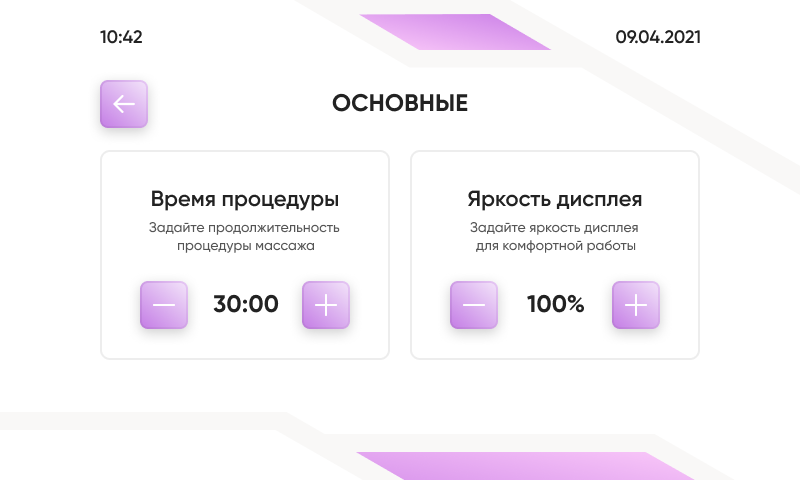 10:42
09.04.2021
ОСНОВНЫЕ
Время процедуры
Задайте продолжительность
процедуры массажа
30:00
Яркость дисплея
Задайте яркость дисплея
для комфортной работы
100%